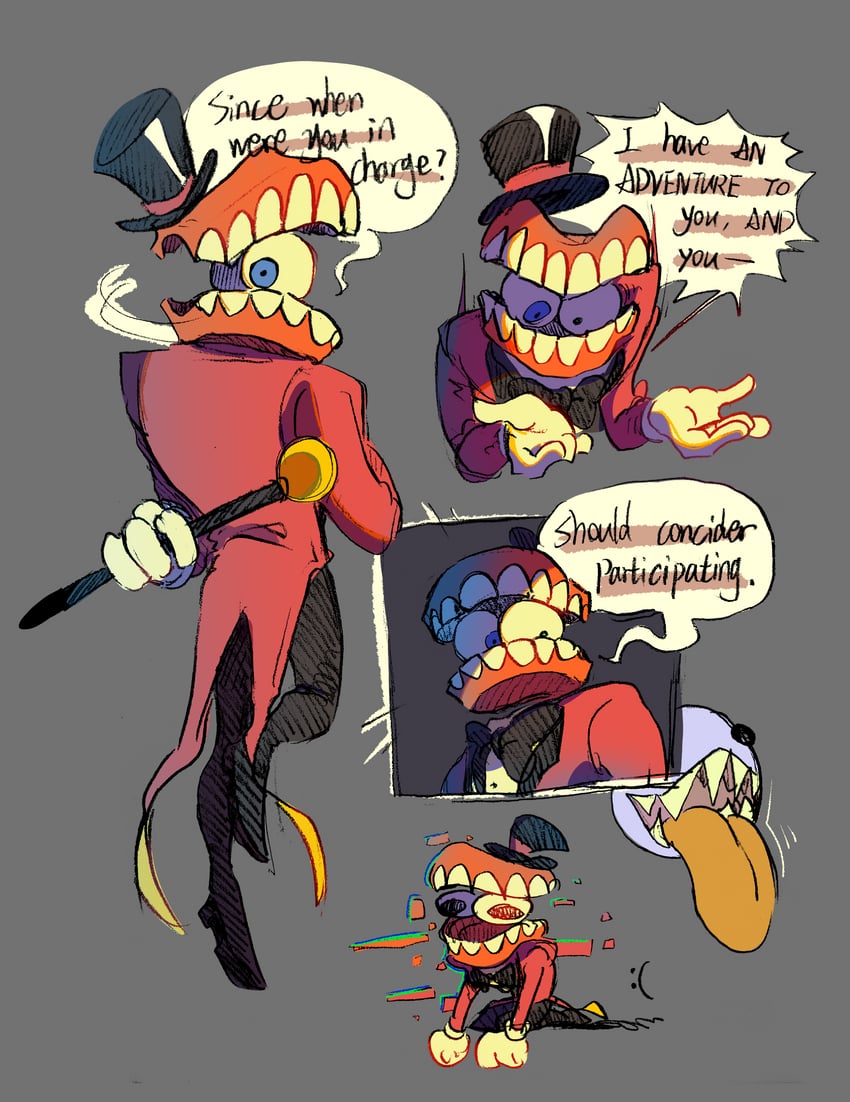 Since when
were you in
charge?
I have AN
ADVENTURE TO
you, AND
you—
Should concider
Participating.
:(